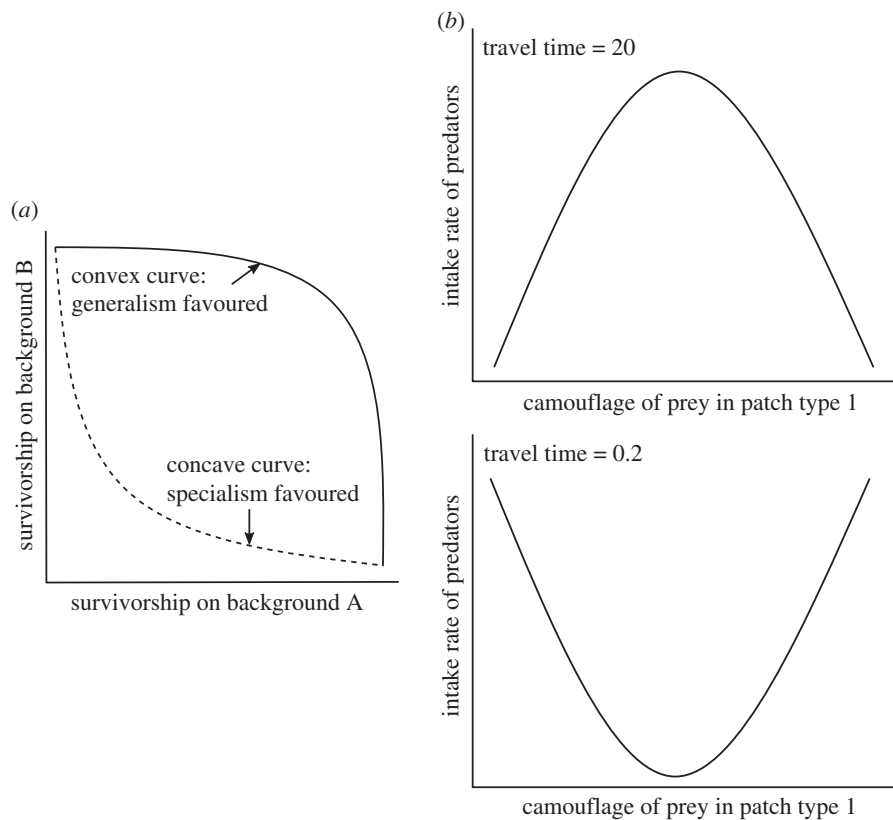 (a)
survivorship on background B
convex curve:
generalism favoured
concave curve:
specialism favoured
survivorship on background A
(b)
travel time = 20
intake rate of predators
camouflage of prey in patch type 1
travel time = 0.2
intake rate of predators
camouflage of prey in patch type 1